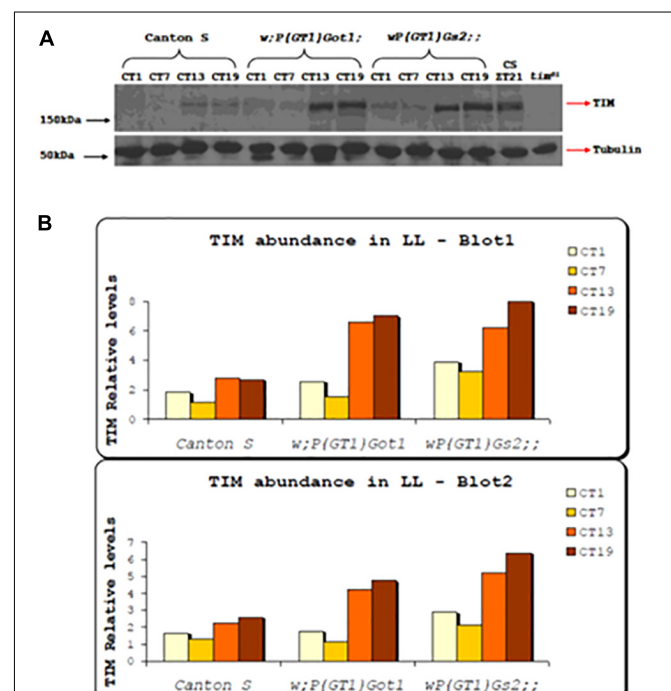 A
Canton S w;P{GT1}Got1; wP{GT1}Gs2;;
CT1 CT7 CT13 CT19 CT1 CT7 CT13 CT19 CT1 CT7 CT13 CT19 CS ZT21 tim01
TIM
150kDa
50kDa
Tubulin
B
TIM abundance in LL - Blot1
CT1
CT7
CT13
CT19
TIM Relative levels
8
6
4
2
0
Canton S w;P{GT1}Got1 wP{GT1}Gs2;;
TIM abundance in LL - Blot2
CT1
CT7
CT13
CT19
TIM Relative levels
7
6
5
4
3
2
1
0
Canton S w;P{GT1}Got1 wP{GT1}Gs2;;